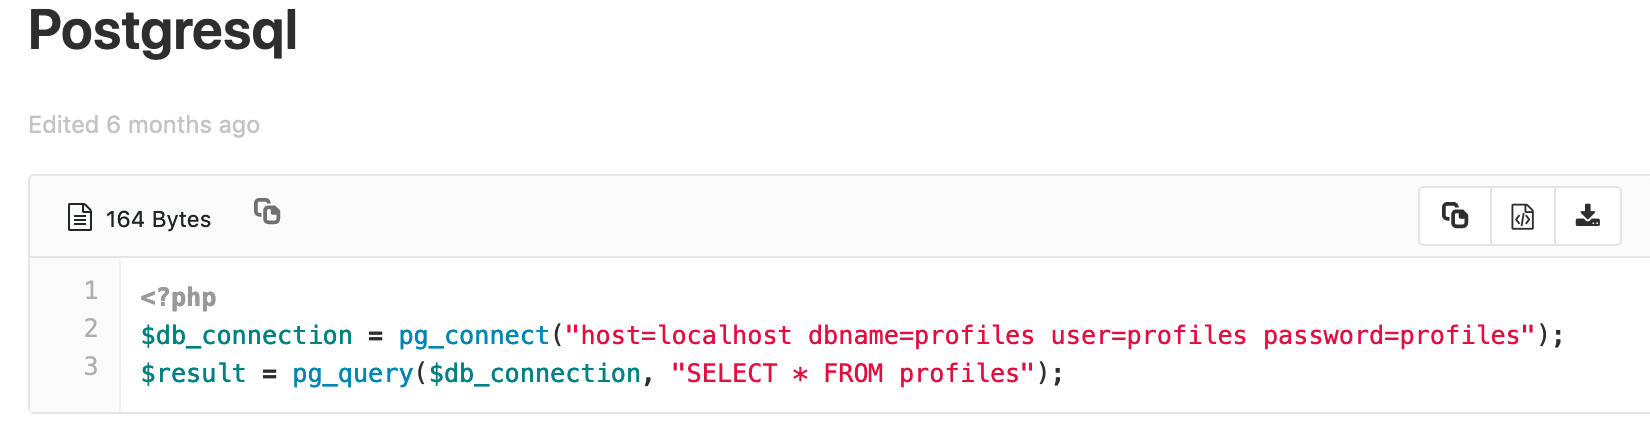 Postgresql
Edited 6 months ago
164 Bytes
1 <?php
2 $db_connection = pg_connect("host=localhost dbname=profiles user=profiles password=profiles");
3 $result = pg_query($db_connection, "SELECT * FROM profiles");